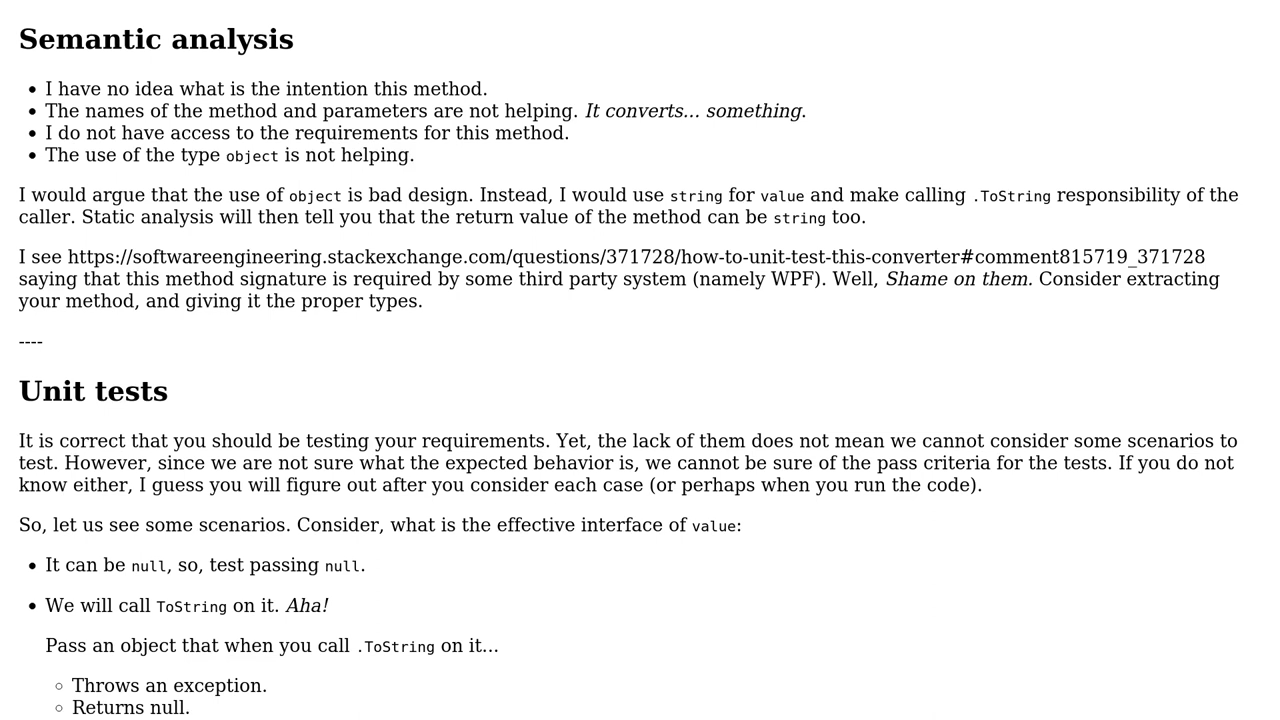 Semantic analysis
I have no idea what is the intention this method.
The names of the method and parameters are not helping. It converts... something.
I do not have access to the requirements for this method.
The use of the type object is not helping.
I would argue that the use of object is bad design. Instead, I would use string for value and make calling .ToString responsibility of the
caller. Static analysis will then tell you that the return value of the method can be string too.
I see https://softwareengineering.stackexchange.com/questions/371728/how-to-unit-test-this-converter#comment815719_371728
saying that this method signature is required by some third party system (namely WPF). Well, Shame on them. Consider extracting
your method, and giving it the proper types.
----
Unit tests
It is correct that you should be testing your requirements. Yet, the lack of them does not mean we cannot consider some scenarios to
test. However, since we are not sure what the expected behavior is, we cannot be sure of the pass criteria for the tests. If you do not
know either, I guess you will figure out after you consider each case (or perhaps when you run the code).
So, let us see some scenarios. Consider, what is the effective interface of value:
It can be null, so, test passing null.
We will call ToString on it. Aha!
Pass an object that when you call .ToString on it...
Throws an exception.
Returns null.